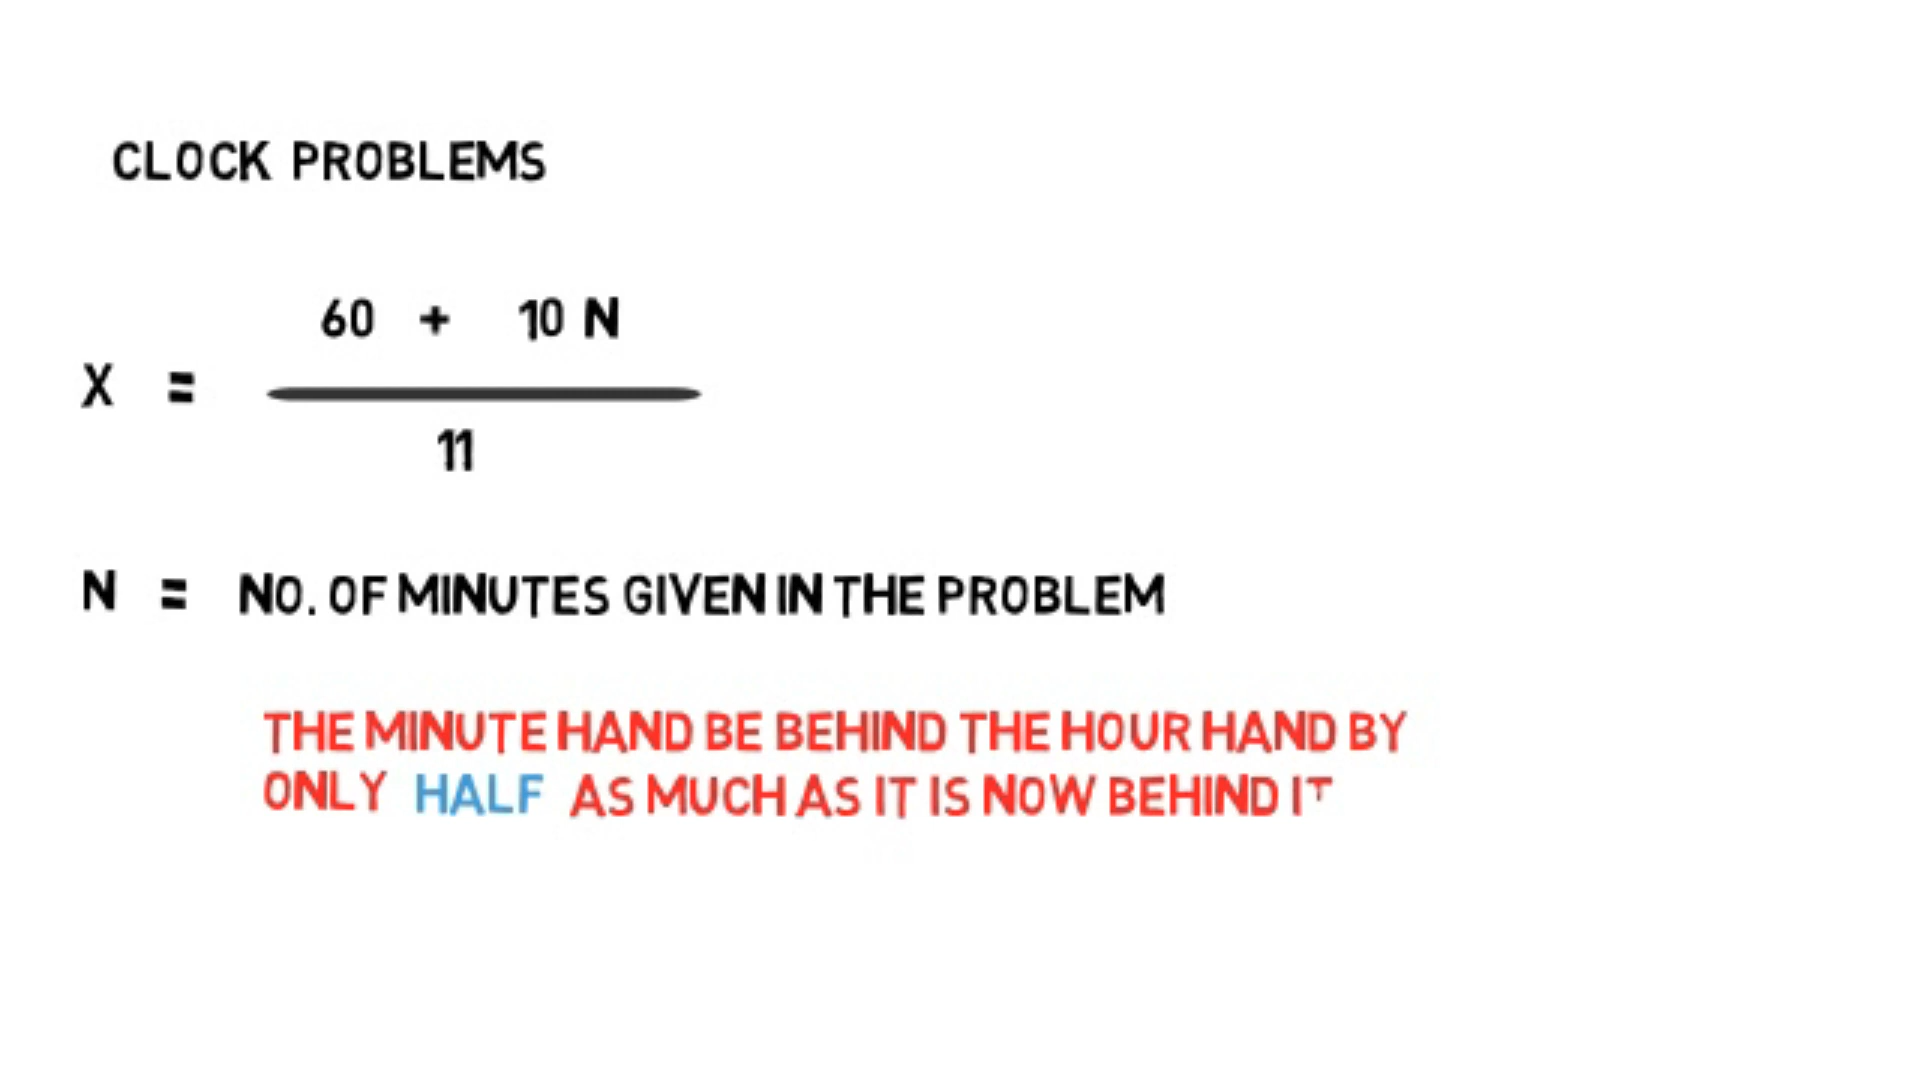 CLOCK PROBLEMS
60 + 10 N
X =
11
N = NO. OF MINUTES GIVEN IN THE PROBLEM
THE MINUTE HAND BE BEHIND THE HOUR HAND BY
ONLY HALF AS MUCH AS IT IS NOW BEHIND IT